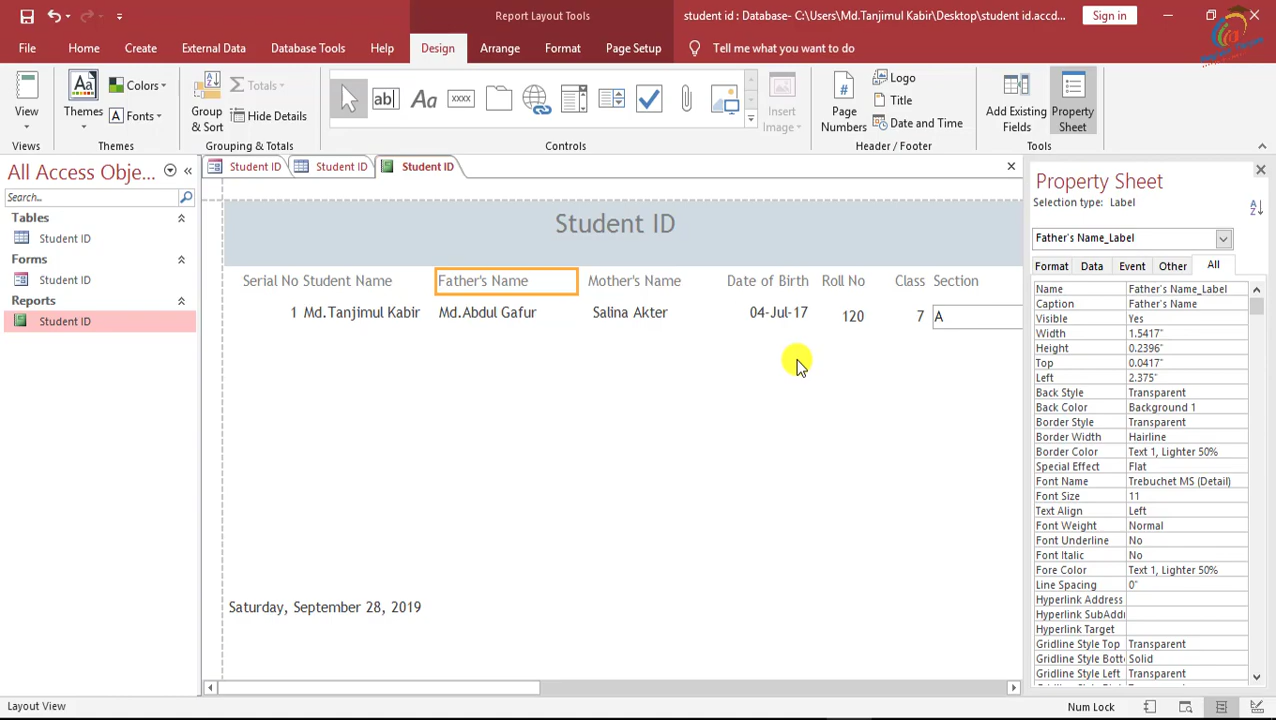 Report Layout Tools
student id : Database- C:\Users\Md.Tanjimul Kabir\Desktop\student id.accd...
Sign in
File Home Create External Data Database Tools Help Design Arrange Format Page Setup Tell me what you want to do
View
Views
Themes
Colors
Fonts
Themes
Group & Sort
Totals
Hide Details
Grouping & Totals
ab|
Aa
xxxx
Controls
Insert Image
Page Numbers
Logo
Title
Date and Time
Header / Footer
Add Existing Fields
Property Sheet
Tools
All Access Obje...
Search...
Tables
Student ID
Forms
Student ID
Reports
Student ID
Student ID Student ID Student ID
Student ID
Serial No Student Name Father's Name Mother's Name Date of Birth Roll No Class Section
1 Md.Tanjimul Kabir Md.Abdul Gafur Salina Akter 04-Jul-17 120 7 A
Saturday, September 28, 2019
Property Sheet
Selection type: Label
Father's Name_Label
Format Data Event Other All
Name Father's Name_Label
Caption Father's Name
Visible Yes
Width 1.5417"
Height 0.2396"
Top 0.0417"
Left 2.375"
Back Style Transparent
Back Color Background 1
Border Style Transparent
Border Width Hairline
Border Color Text 1, Lighter 50%
Special Effect Flat
Font Name Trebuchet MS (Detail)
Font Size 11
Text Align Left
Font Weight Normal
Font Underline No
Font Italic No
Fore Color Text 1, Lighter 50%
Line Spacing 0"
Hyperlink Address
Hyperlink SubAddr
Hyperlink Target
Gridline Style Top Transparent
Gridline Style Bott Solid
Gridline Style Left Transparent
Layout View
Num Lock